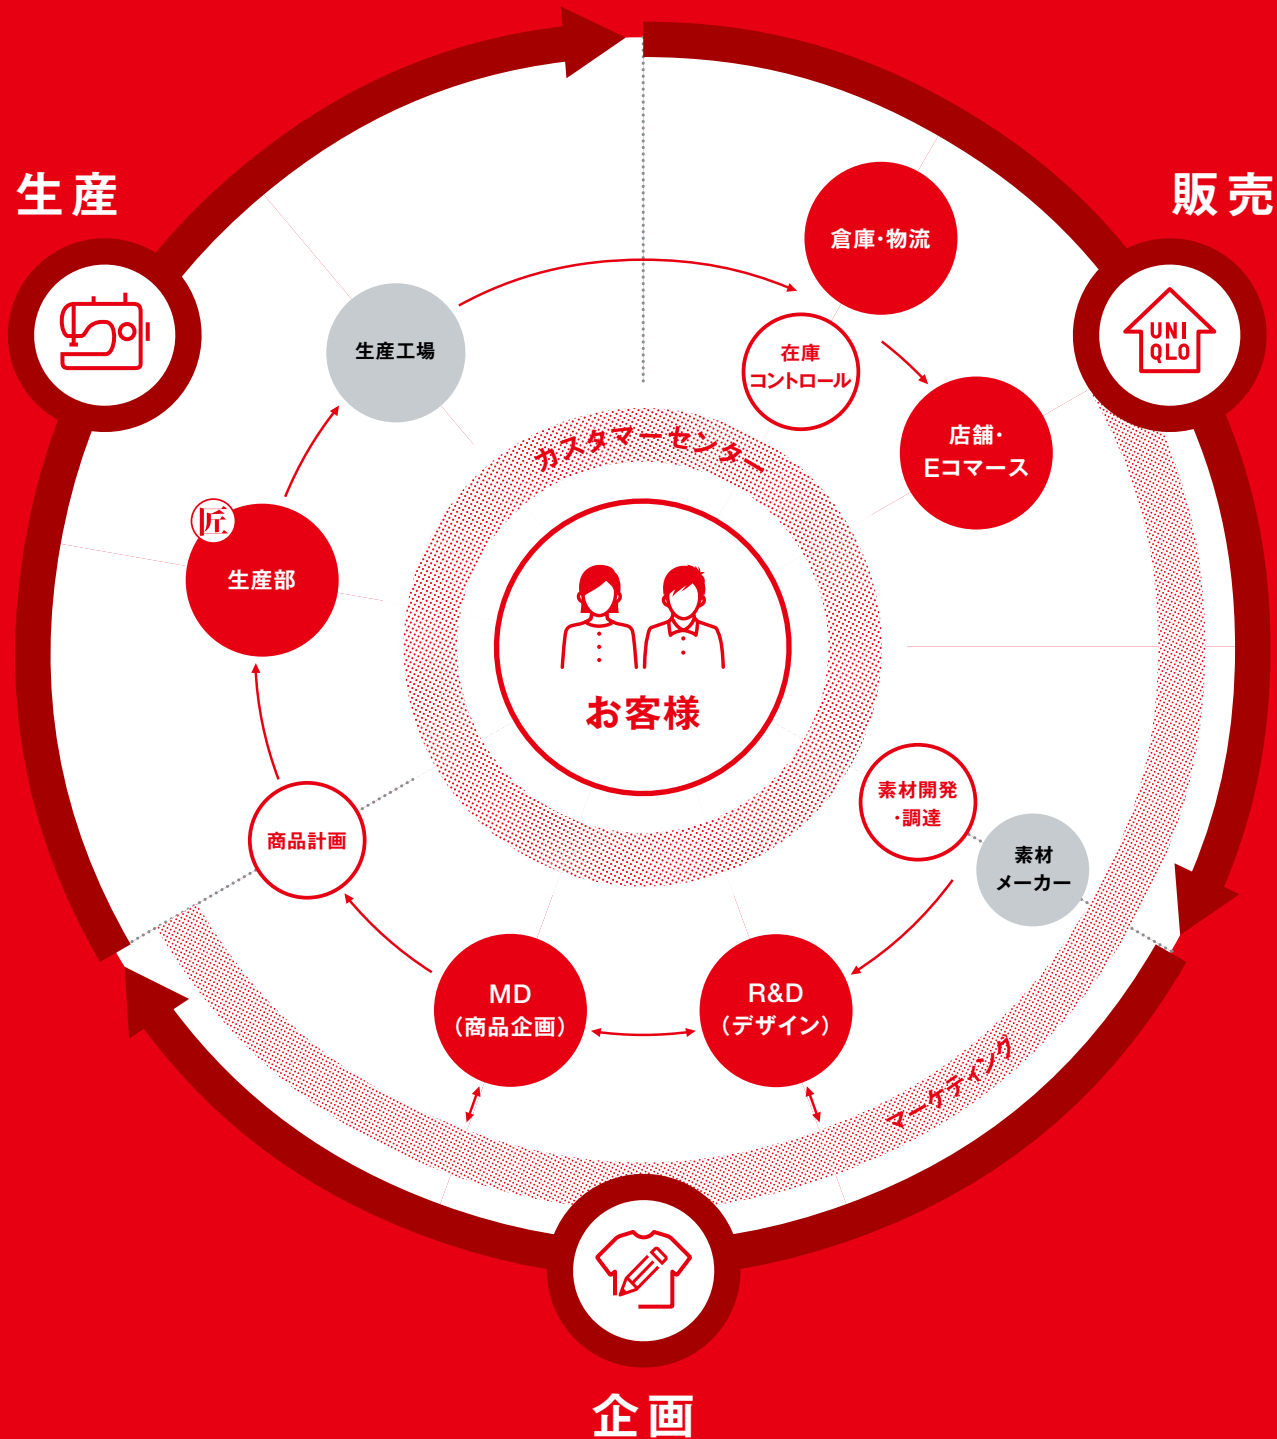 生産
販売
倉庫・物流
UNI
QLO
生産工場
在庫
コントロール
店舗・
Eコマース
カスタマーセンター
匠
生産部
お客様
素材開発
・調達
商品計画
素材
メーカー
MD
（商品企画）
R&D
（デザイン）
マーケティング
企画